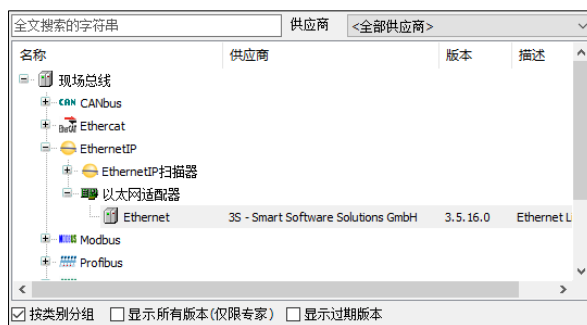 全文搜索的字符串 供应商 <全部供应商>
名称 供应商 版本 描述
现场总线
CAN CANbus
Ethercat
EthernetIP
EthernetIP扫描器
以太网适配器
Ethernet 3S - Smart Software Solutions GmbH 3.5.16.0 Ethernet Li
Modbus
Profibus
按类别分组 显示所有版本(仅限专家) 显示过期版本